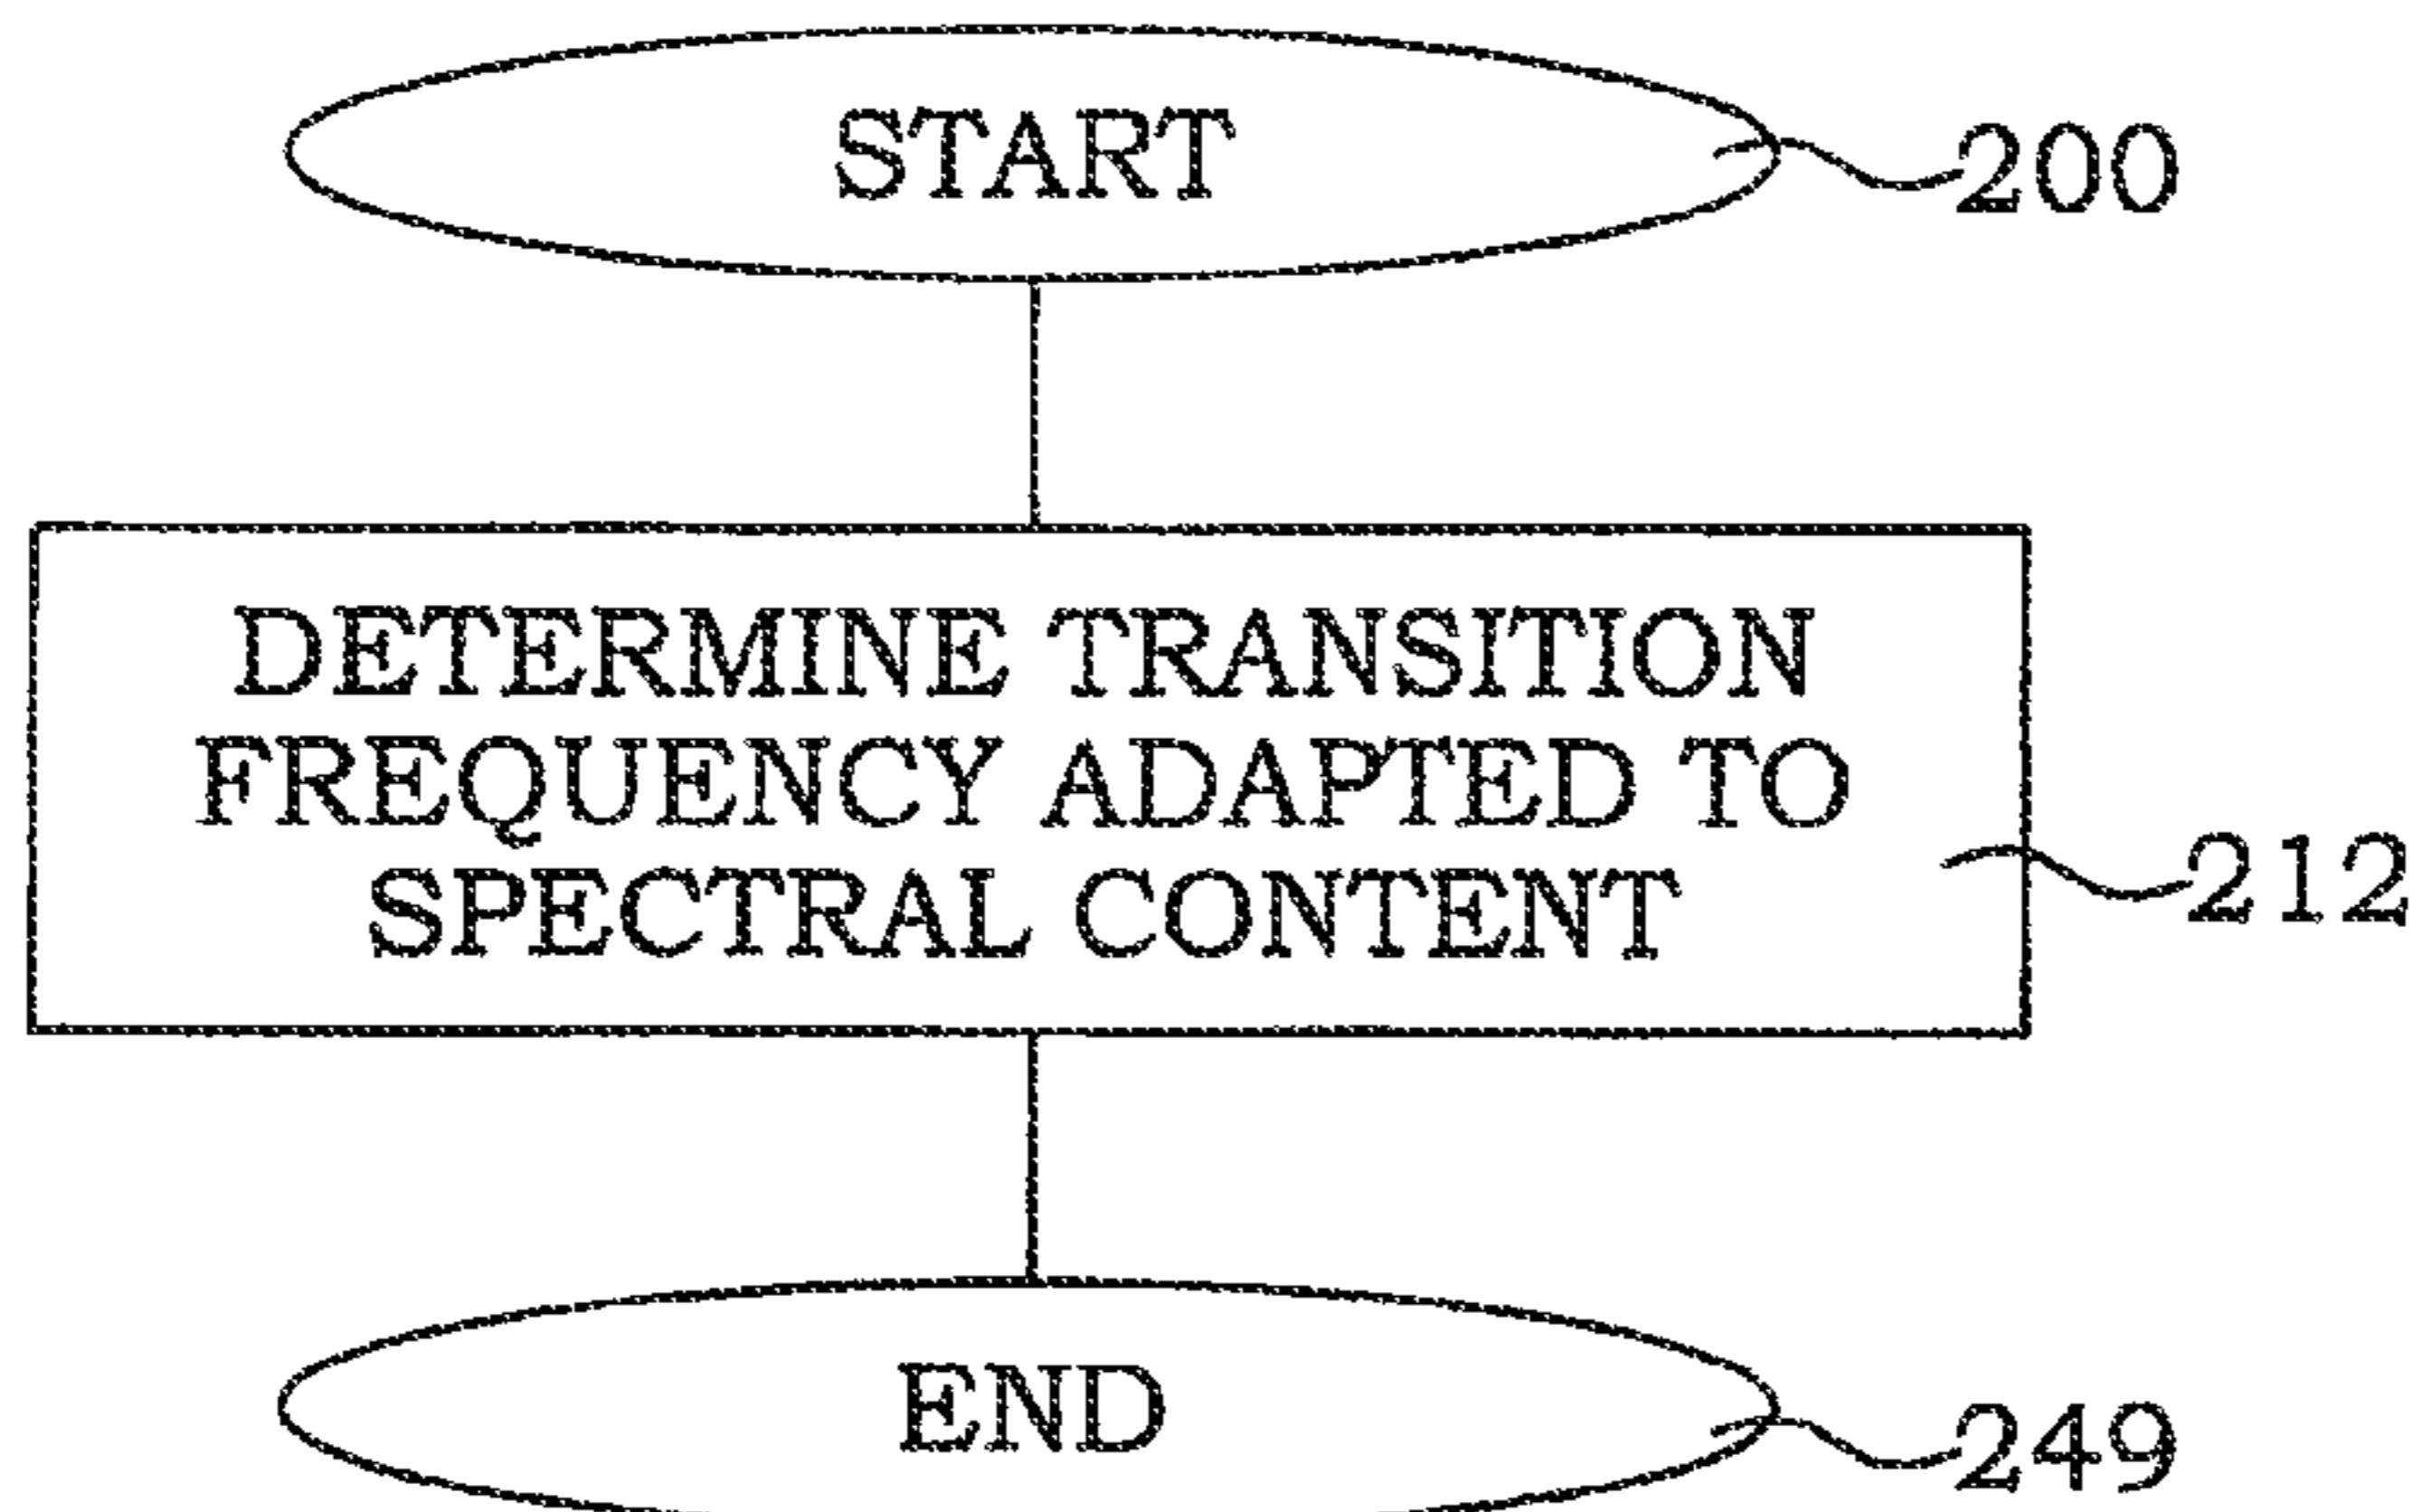 START
200
DETERMINE TRANSITION
FREQUENCY ADAPTED TO
SPECTRAL CONTENT
212
END
249